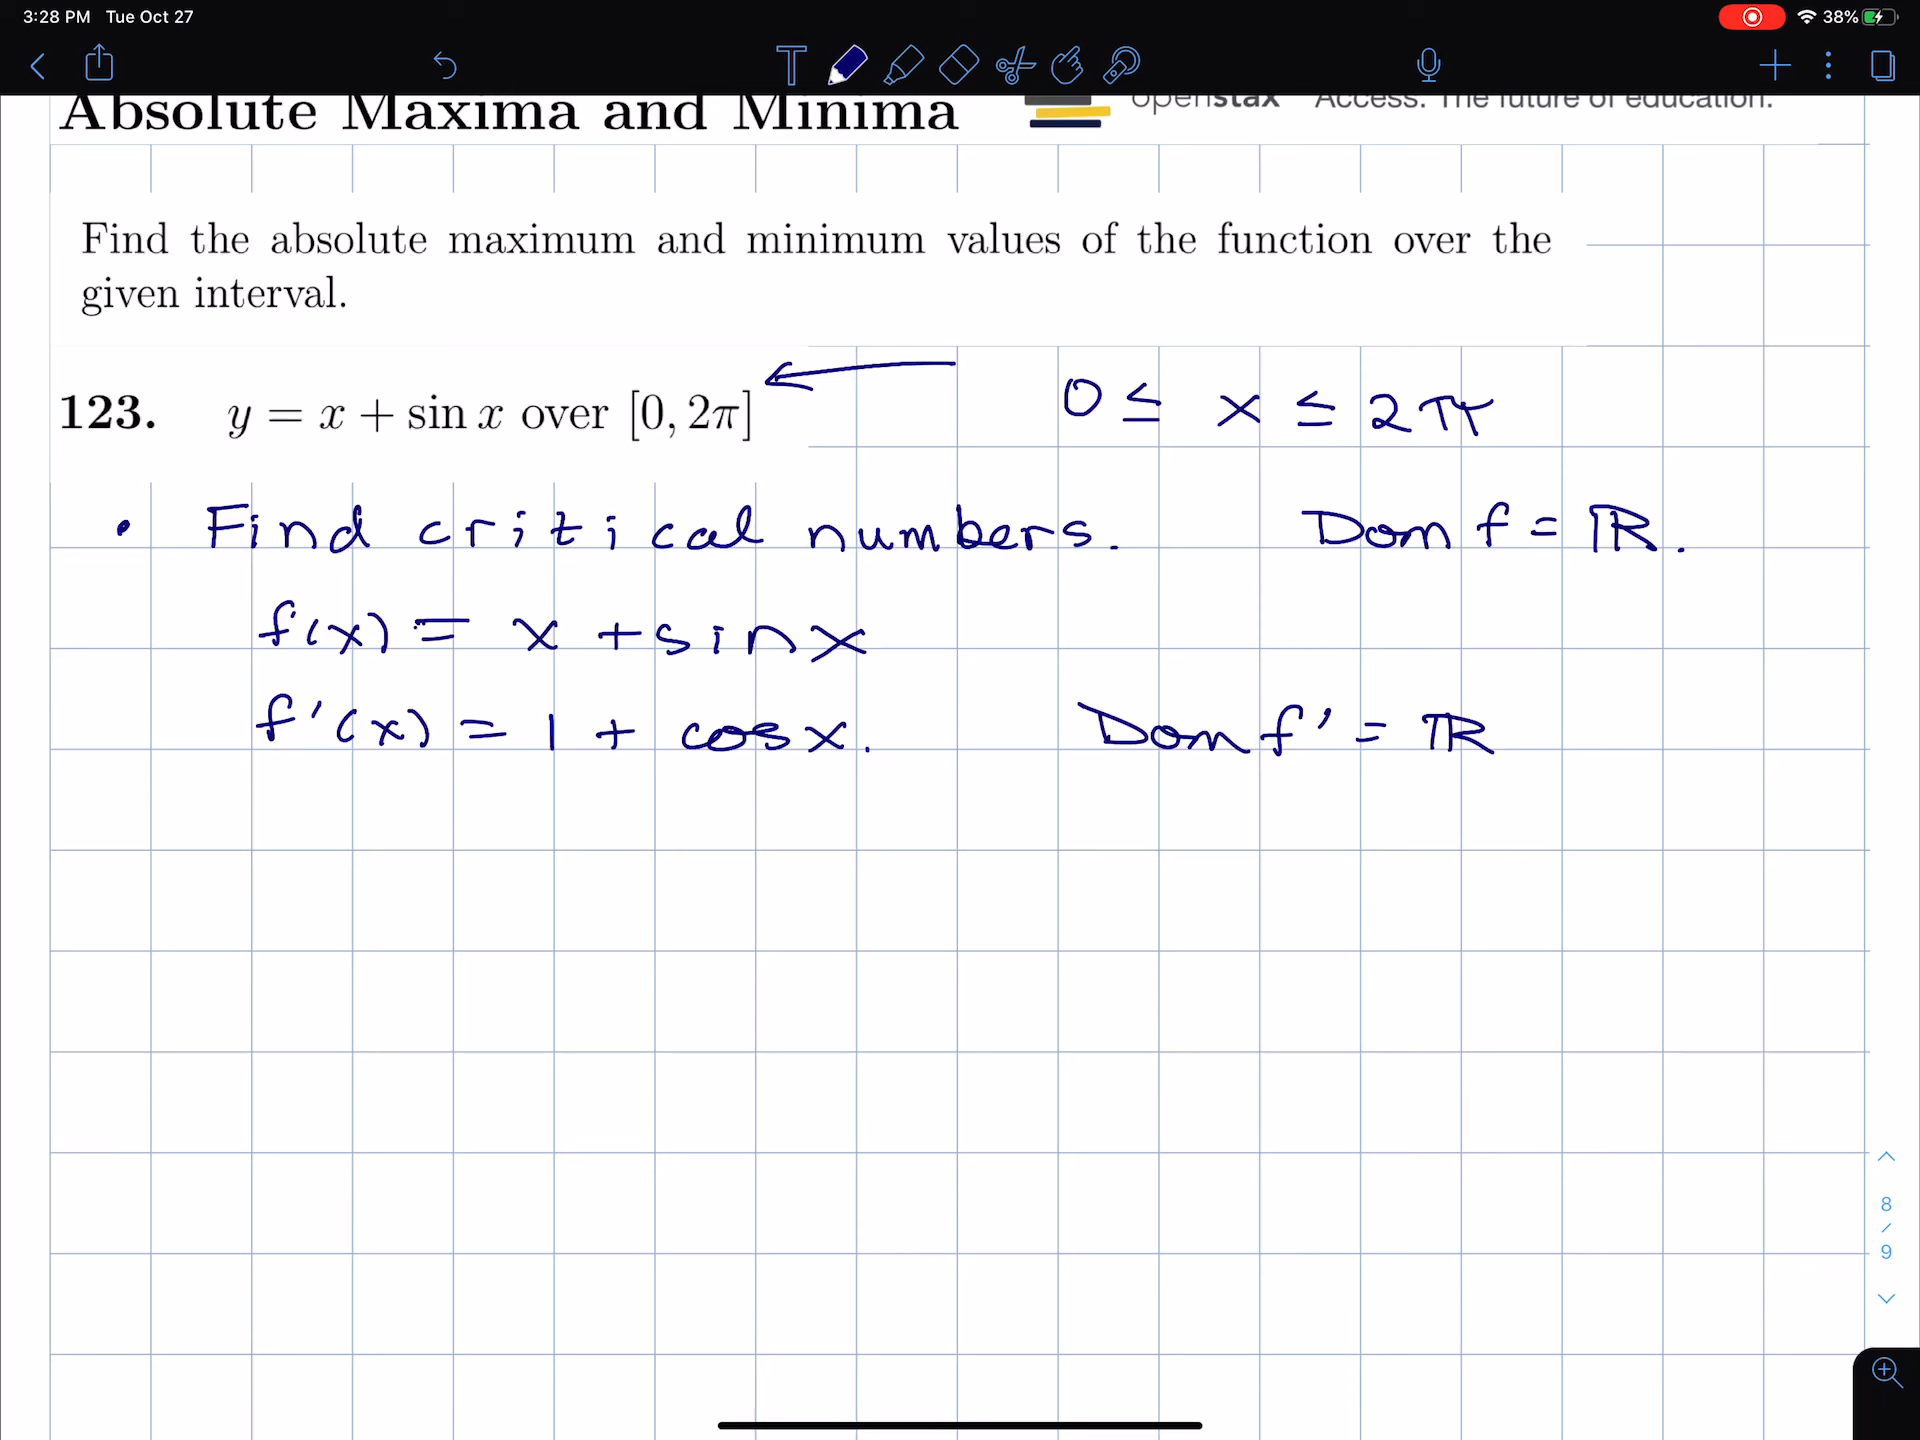 3:28 PM Tue Oct 27
38%
Absolute Maxima and Minima
openstax Access. The future of education.
Find the absolute maximum and minimum values of the function over the
given interval.
123. y = x + sin x over [0, 2π]
0 ≤ x ≤ 2π
• Find critical numbers. Dom f = ℝ.
f(x) = x + sin x
f'(x) = 1 + cos x. Dom f' = ℝ
8
/
9